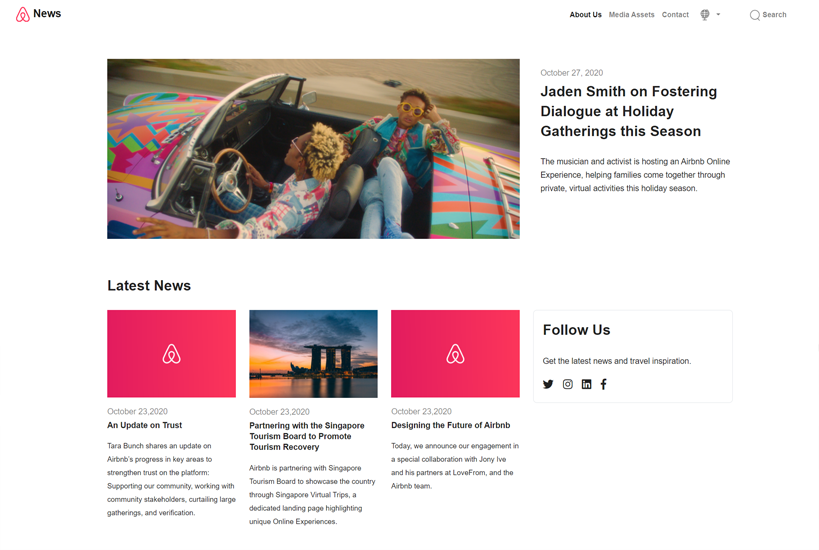 News
About Us
Media Assets
Contact
Search
October 27, 2020
Jaden Smith on Fostering
Dialogue at Holiday
Gatherings this Season
The musician and activist is hosting an Airbnb Online
Experience, helping families come together through
private, virtual activities this holiday season.
Latest News
October 23,2020
An Update on Trust
Tara Bunch shares an update on
Airbnb's progress in key areas to
strengthen trust on the platform:
Supporting our community, working with
community stakeholders, curtailing large
gatherings, and verification.
October 23,2020
Partnering with the Singapore
Tourism Board to Promote
Tourism Recovery
Airbnb is partnering with Singapore
Tourism Board to showcase the country
through Singapore Virtual Trips, a
dedicated landing page highlighting
unique Online Experiences.
October 23,2020
Designing the Future of Airbnb
Today, we announce our engagement in
a special collaboration with Jony Ive
and his partners at LoveFrom, and the
Airbnb team.
Follow Us
Get the latest news and travel inspiration.